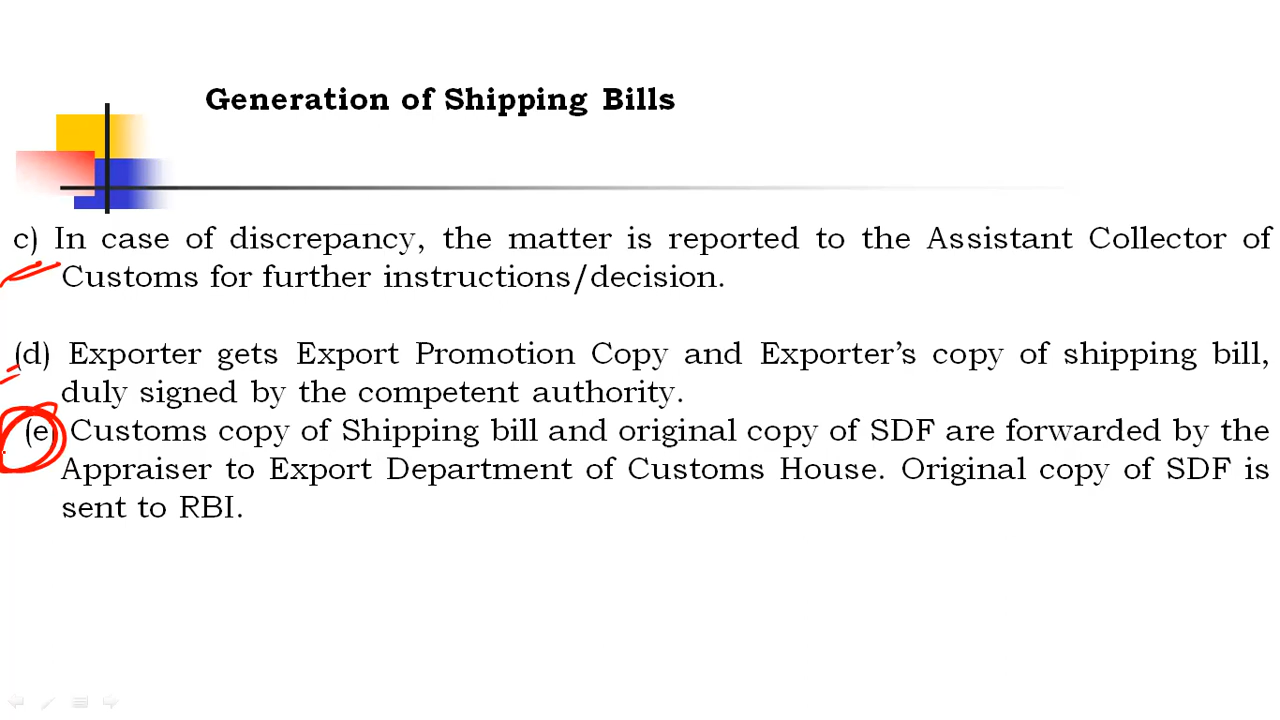 Generation of Shipping Bills
c) In case of discrepancy, the matter is reported to the Assistant Collector of
Customs for further instructions/decision.
(d) Exporter gets Export Promotion Copy and Exporter’s copy of shipping bill,
duly signed by the competent authority.
(e) Customs copy of Shipping bill and original copy of SDF are forwarded by the
Appraiser to Export Department of Customs House. Original copy of SDF is
sent to RBI.